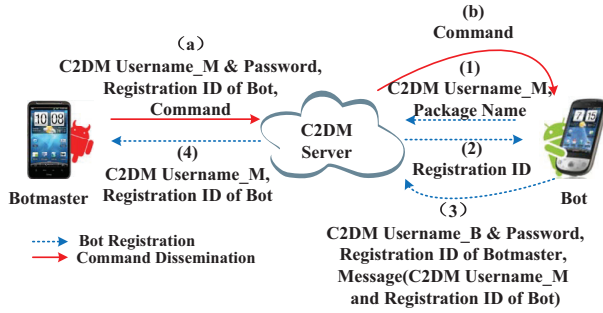 (b)
Command
(a)
C2DM Username_M & Password,
Registration ID of Bot,
Command
(1)
C2DM Username_M,
Package Name
C2DM
Server
(4)
C2DM Username_M,
Registration ID of Bot
(2)
Registration ID
Botmaster
Bot
(3)
C2DM Username_B & Password,
Registration ID of Botmaster,
Message(C2DM Username_M
and Registration ID of Bot)
Bot Registration
Command Dissemination